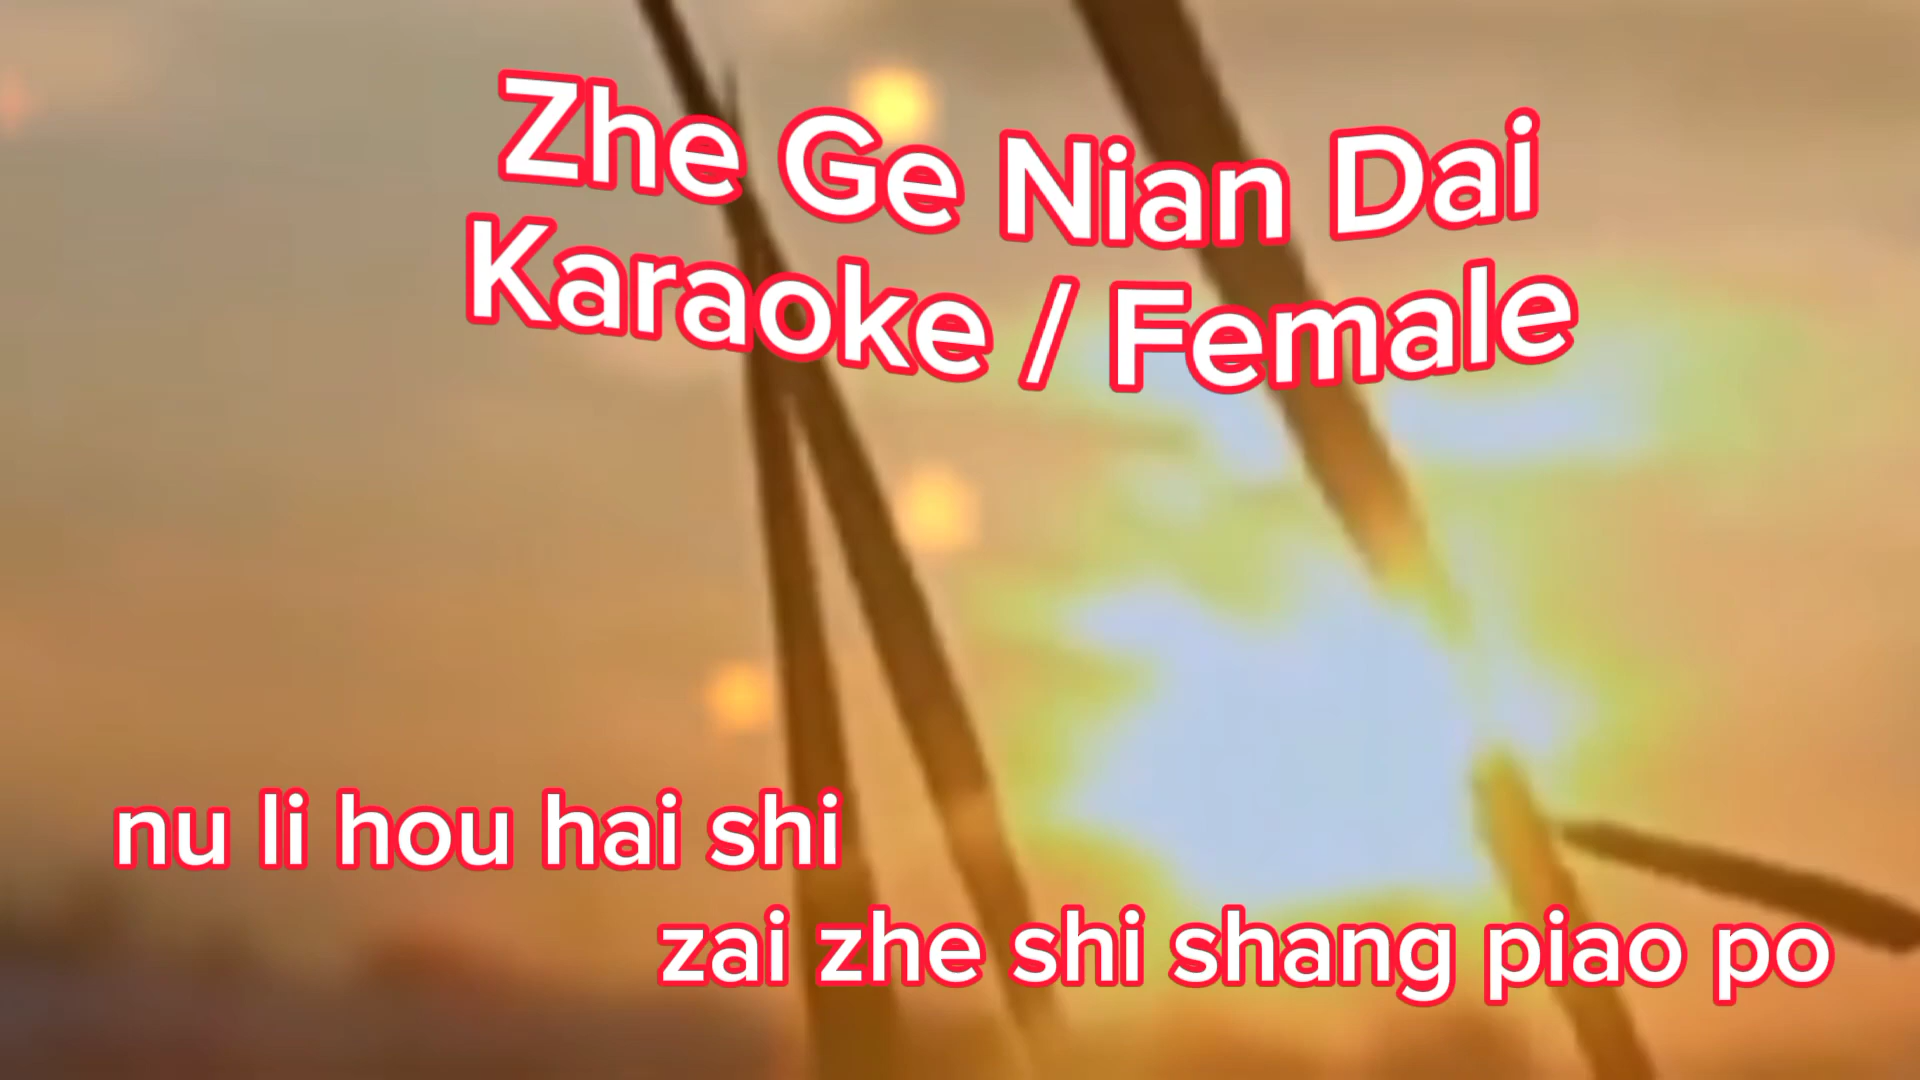 Zhe Ge Nian Dai
Karaoke / Female
nu li hou hai shi
zai zhe shi shang piao po